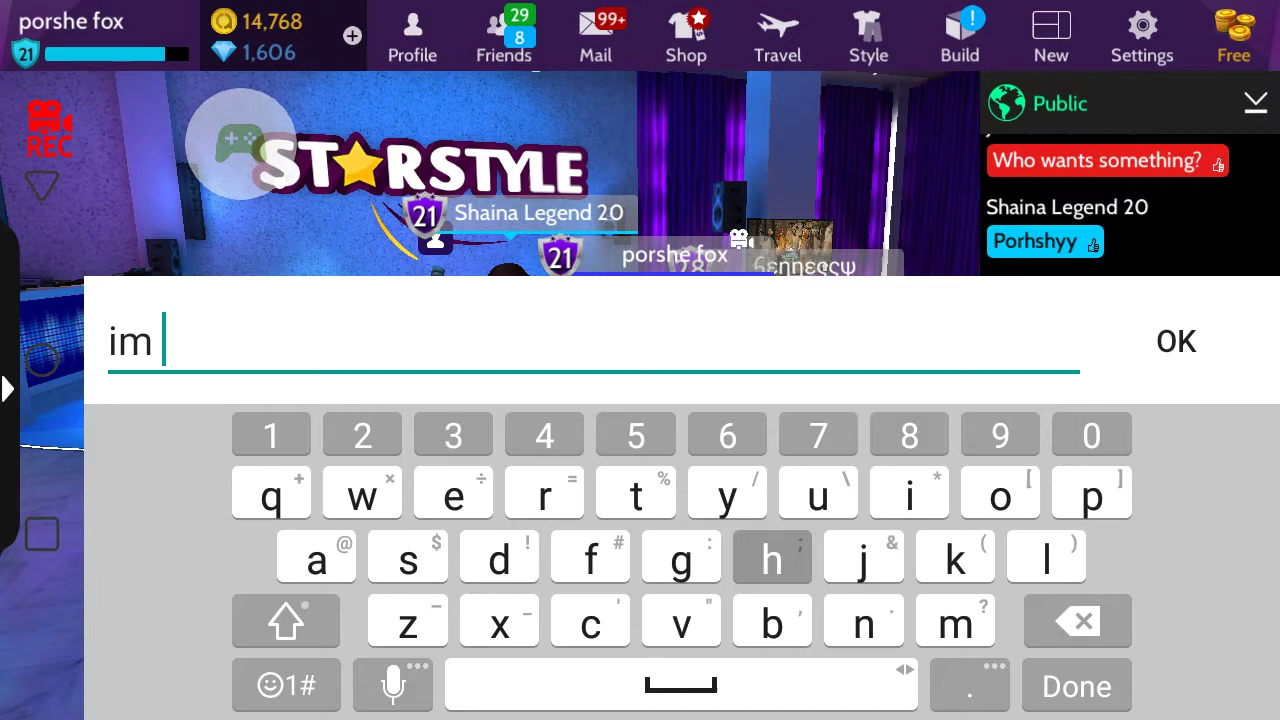 porshe fox
21
14,768
1,606
Profile
29
8
Friends
99+
Mail
Shop
Travel
Style
!
Build
New
Settings
Free
REC
STARSTYLE
21 Shaina Legend 20
21 porshe fox
Public
Who wants something?
Shaina Legend 20
Porhshyy
im
OK
1 2 3 4 5 6 7 8 9 0
q + w × e ÷ r = t % y / u \ i * o [ p ]
a @ s $ d ! f # g : h ; j & k ( l )
z - x _ c ' v " b , n . m ?
1# . Done